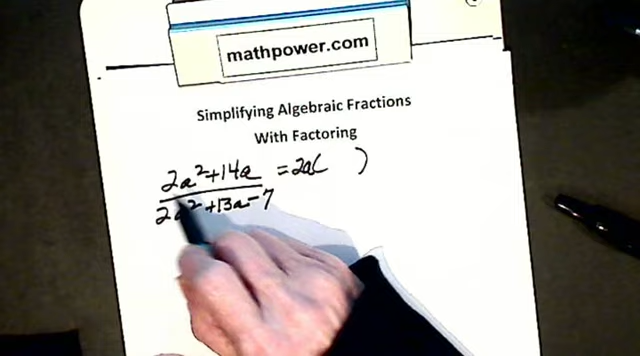 mathpower.com
Simplifying Algebraic Fractions
With Factoring
2a²+14a = 2a( )
2a²+13a-7